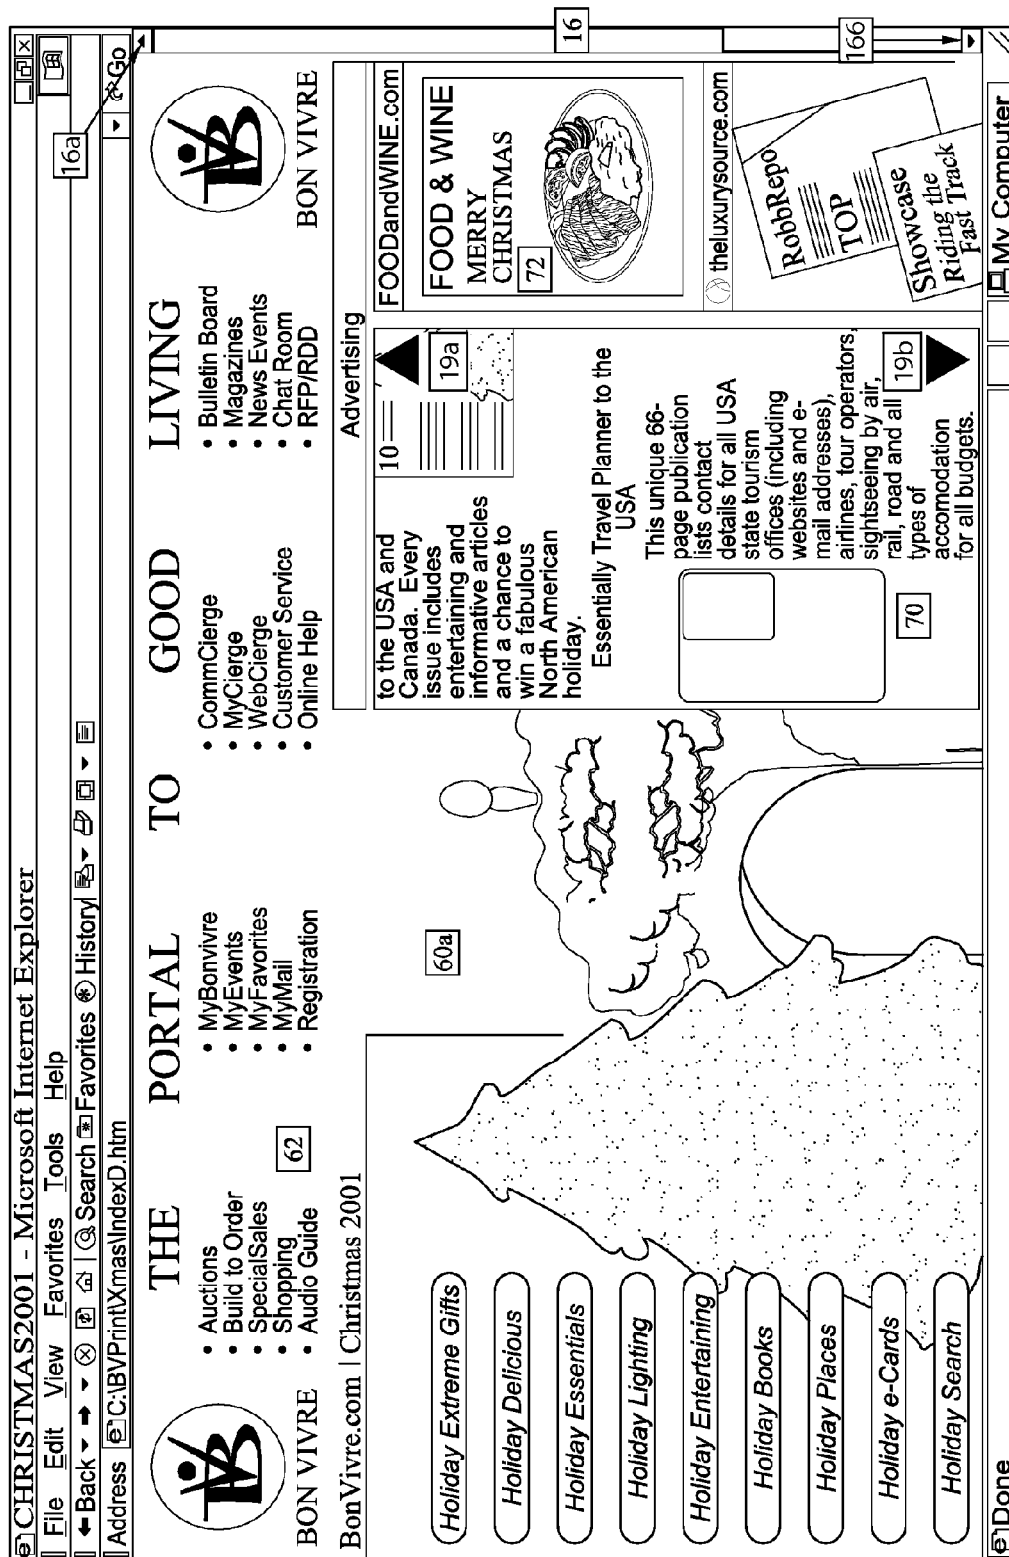 CHRISTMAS2001 - Microsoft Internet Explorer
File Edit View Favorites Tools Help
Back Search Favorites History
Address C:\BVPrint\Xmas\IndexD.htm Go
16a
THE PORTAL TO GOOD LIVING
BON VIVRE
• Auctions
• Build to Order
• SpecialSales
• Shopping
• Audio Guide
62
• MyBonvivre
• MyEvents
• MyFavorites
• MyMail
• Registration
• CommCierge
• MyCierge
• WebCierge
• Customer Service
• Online Help
• Bulletin Board
• Magazines
• News Events
• Chat Room
• RFP/RDD
BON VIVRE
BonVivre.com | Christmas 2001
Advertising
Holiday Extreme Gifts
Holiday Delicious
Holiday Essentials
Holiday Lighting
Holiday Entertaining
Holiday Books
Holiday Places
Holiday e-Cards
Holiday Search
60a
to the USA and
Canada. Every
issue includes
entertaining and
informative articles
and a chance to
win a fabulous
North American
holiday.
10
19a
Essentially Travel Planner to the
USA
This unique 66-
page publication
lists contact
details for all USA
state tourism
offices (including
websites and e-
mail addresses),
airlines, tour operators,
sightseeing by air,
rail, road and all
types of
accomodation
for all budgets.
70
19b
FOODandWINE.com
FOOD & WINE
MERRY
CHRISTMAS
72
theluxurysource.com
RobbRepo
TOP
Showcase
Riding the
Fast Track
16
166
Done
My Computer